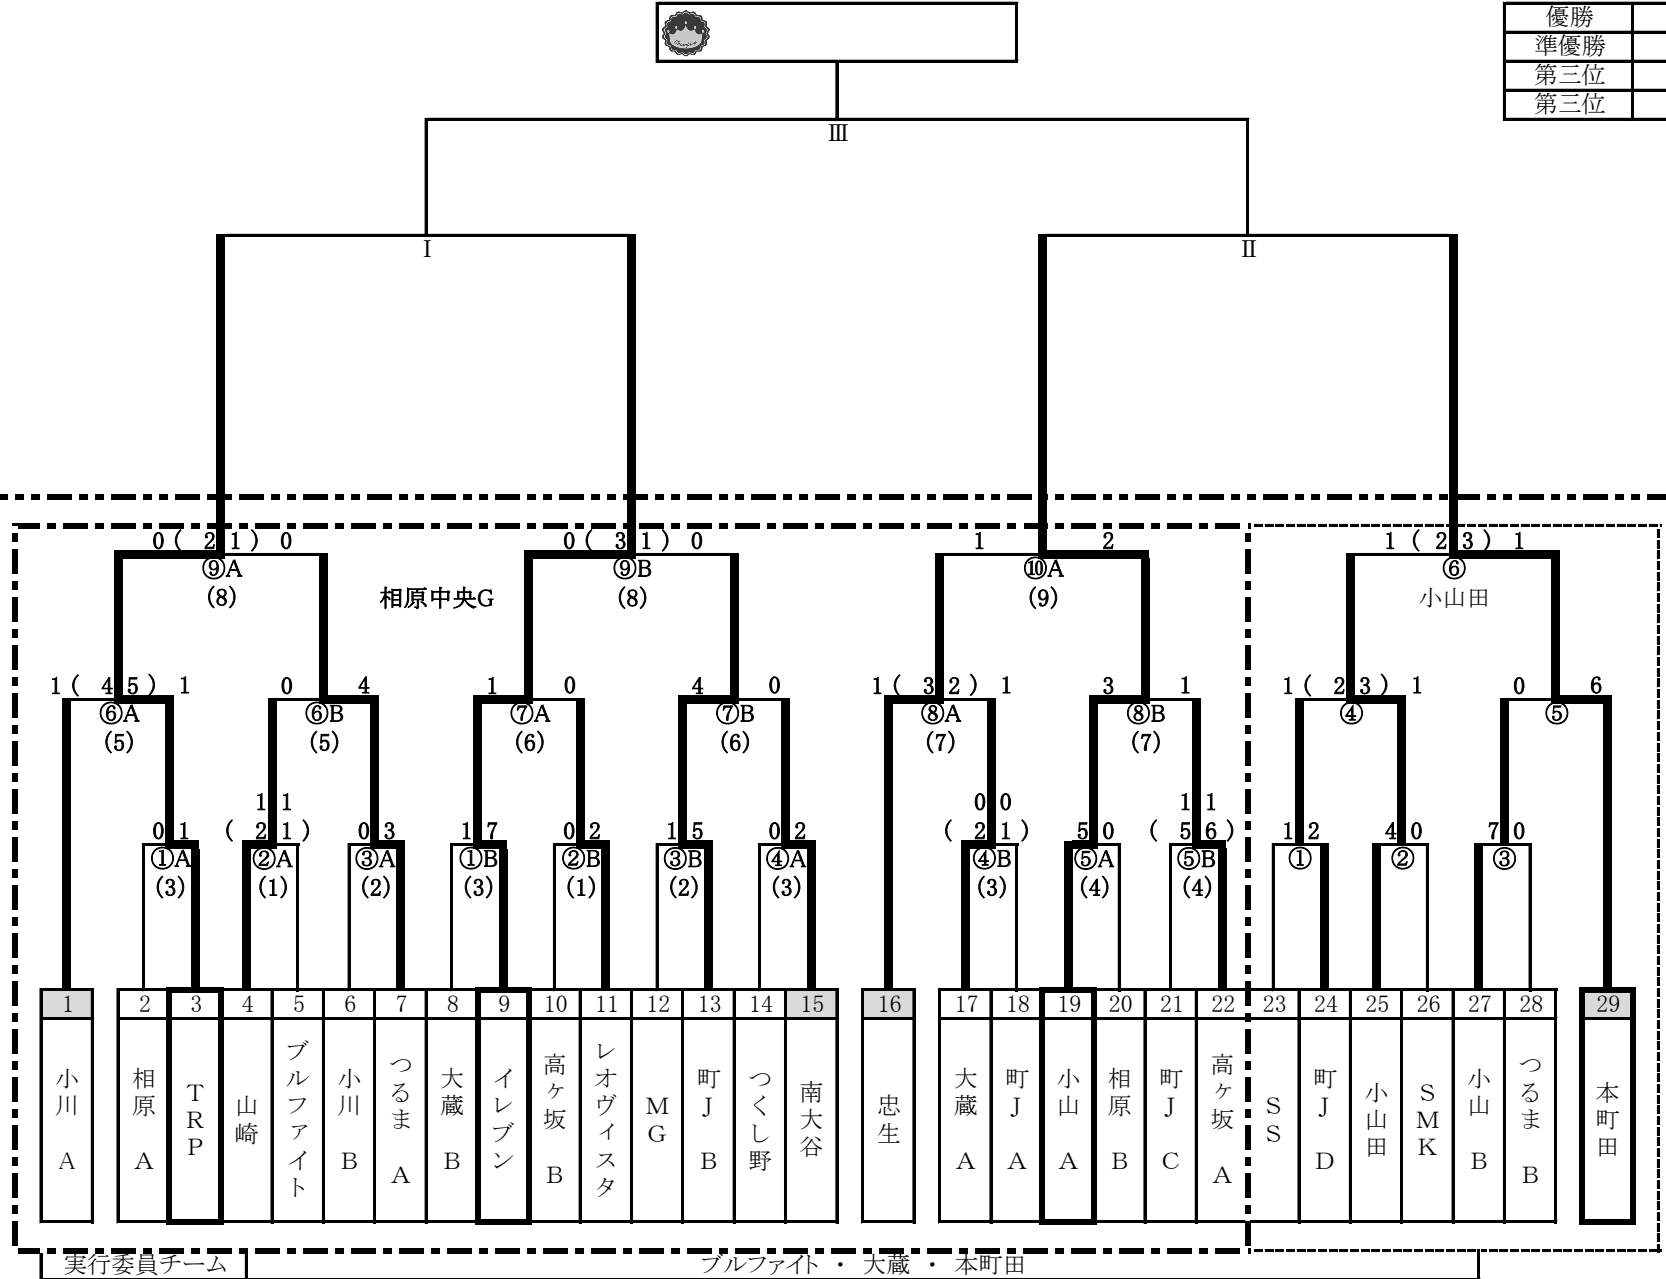 優勝
準優勝
第三位
第三位
Ⅲ
Ⅰ Ⅱ
0 ( 2 1 ) 0 0 ( 3 1 ) 0 1 2 1 ( 2 3 ) 1
⑨A ⑨B ⑩A ⑥
(8) 相原中央G (8) (9) 小山田
1 ( 4 5 ) 1 0 4 1 0 4 0 1 ( 3 2 ) 1 3 1 1 ( 2 3 ) 1 0 6
⑥A ⑥B ⑦A ⑦B ⑧A ⑧B ④ ⑤
(5) (5) (6) (6) (7) (7)
1 1 0 0 1 1
0 1 ( 2 1 ) 0 3 1 7 0 2 1 5 0 2 ( 2 1 ) 5 0 ( 5 6 ) 1 2 4 0 7 0
①A ②A ③A ①B ②B ③B ④A ④B ⑤A ⑤B ① ② ③
(3) (1) (2) (3) (1) (2) (3) (3) (4) (4)
1 2 3 4 5 6 7 8 9 10 11 12 13 14 15 16 17 18 19 20 21 22 23 24 25 26 27 28 29
小川 A
相原 A
TRP
山崎
ブルファイト
小川 B
つるま A
大蔵 B
イレブン
高ヶ坂 B
レオヴィスタ
MG
町J B
つくし野
南大谷
忠生
大蔵 A
町J A
小山 A
相原 B
町J C
高ヶ坂 A
SS
町J D
小山田
SMK
小山 B
つるま B
本町田
実行委員チーム ブルファイト ・ 大蔵 ・ 本町田